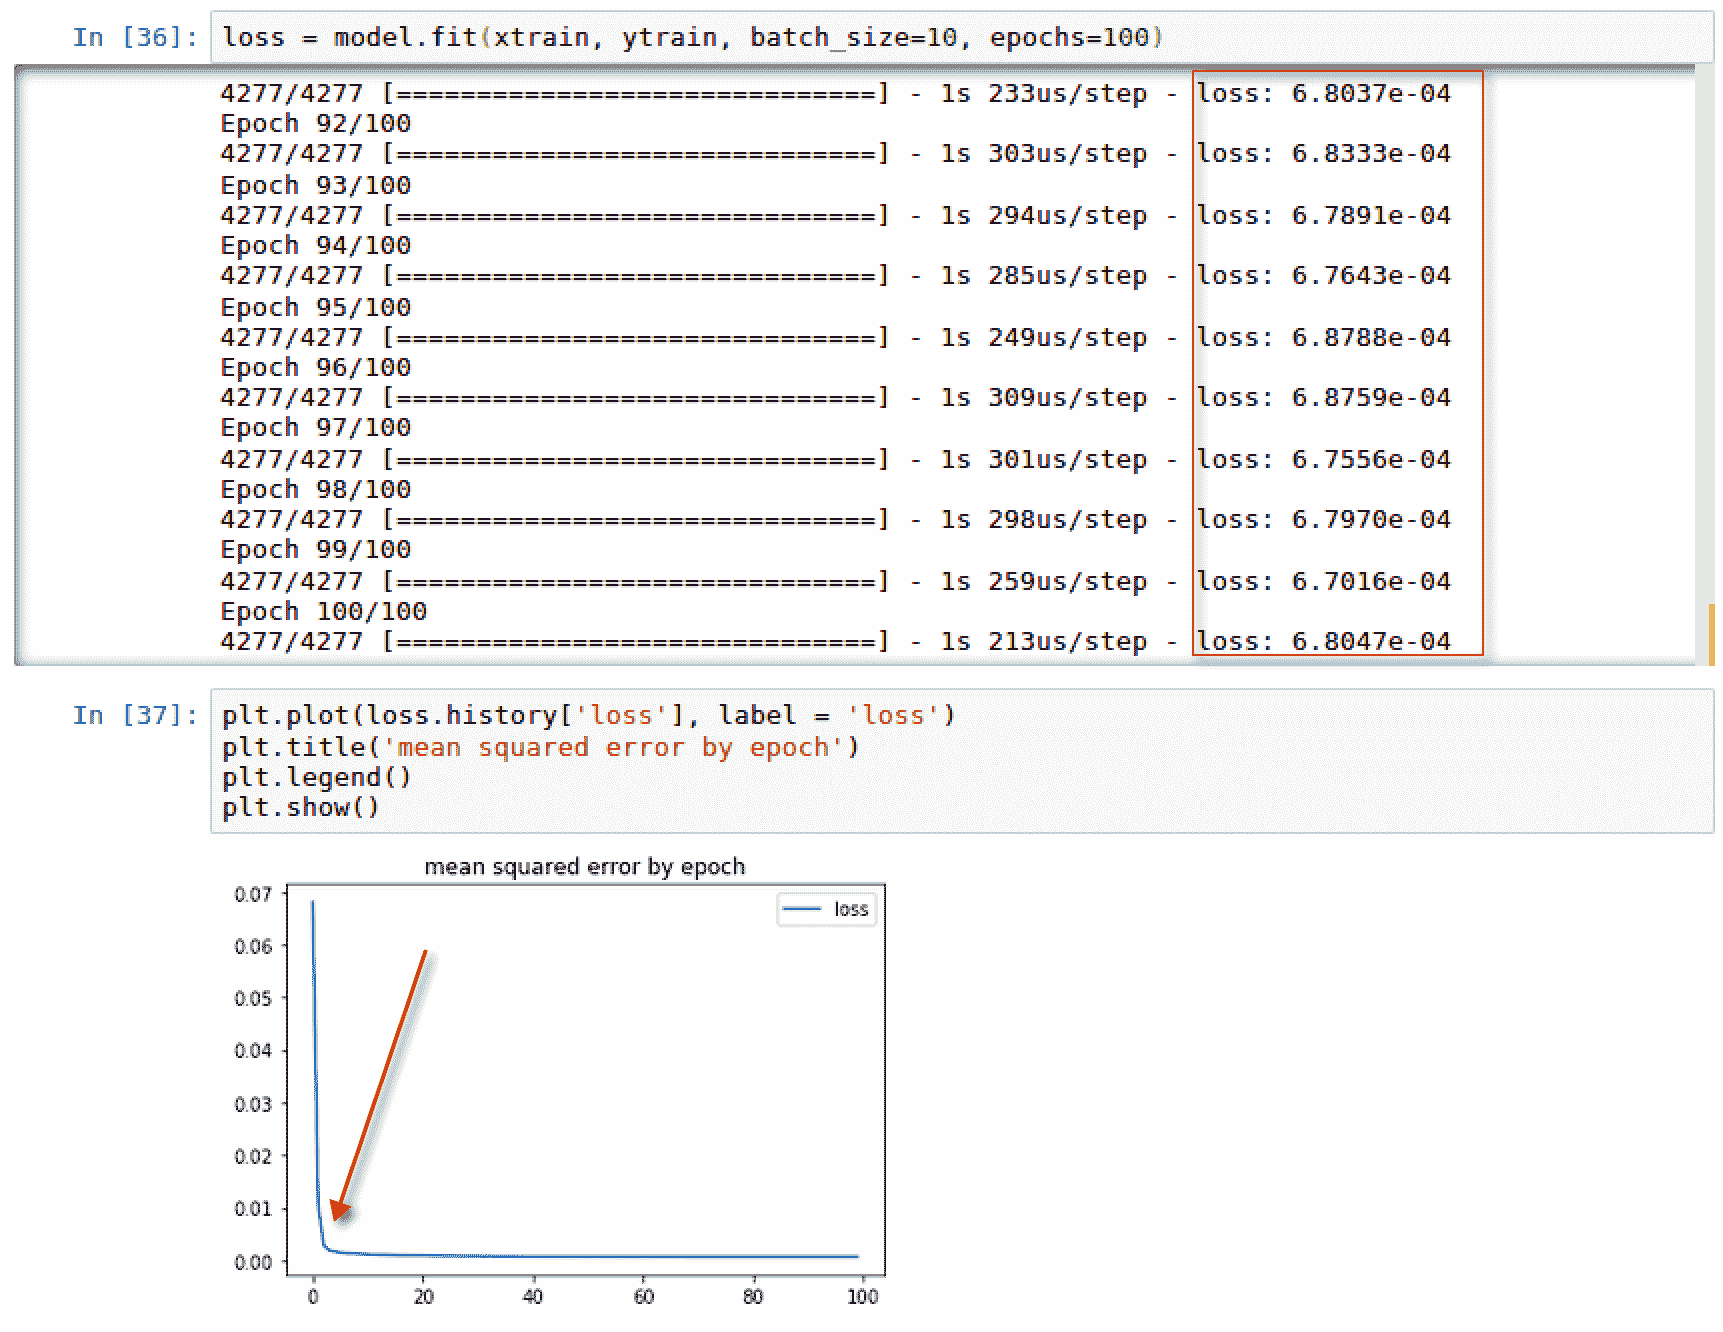 In [36]: loss = model.fit(xtrain, ytrain, batch_size=10, epochs=100)
4277/4277 [==============================] - 1s 233us/step - loss: 6.8037e-04
Epoch 92/100
4277/4277 [==============================] - 1s 303us/step - loss: 6.8333e-04
Epoch 93/100
4277/4277 [==============================] - 1s 294us/step - loss: 6.7891e-04
Epoch 94/100
4277/4277 [==============================] - 1s 285us/step - loss: 6.7643e-04
Epoch 95/100
4277/4277 [==============================] - 1s 249us/step - loss: 6.8788e-04
Epoch 96/100
4277/4277 [==============================] - 1s 309us/step - loss: 6.8759e-04
Epoch 97/100
4277/4277 [==============================] - 1s 301us/step - loss: 6.7556e-04
Epoch 98/100
4277/4277 [==============================] - 1s 298us/step - loss: 6.7970e-04
Epoch 99/100
4277/4277 [==============================] - 1s 259us/step - loss: 6.7016e-04
Epoch 100/100
4277/4277 [==============================] - 1s 213us/step - loss: 6.8047e-04
In [37]: plt.plot(loss.history['loss'], label = 'loss')
plt.title('mean squared error by epoch')
plt.legend()
plt.show()
mean squared error by epoch
loss
0.07
0.06
0.05
0.04
0.03
0.02
0.01
0.00
0 20 40 60 80 100